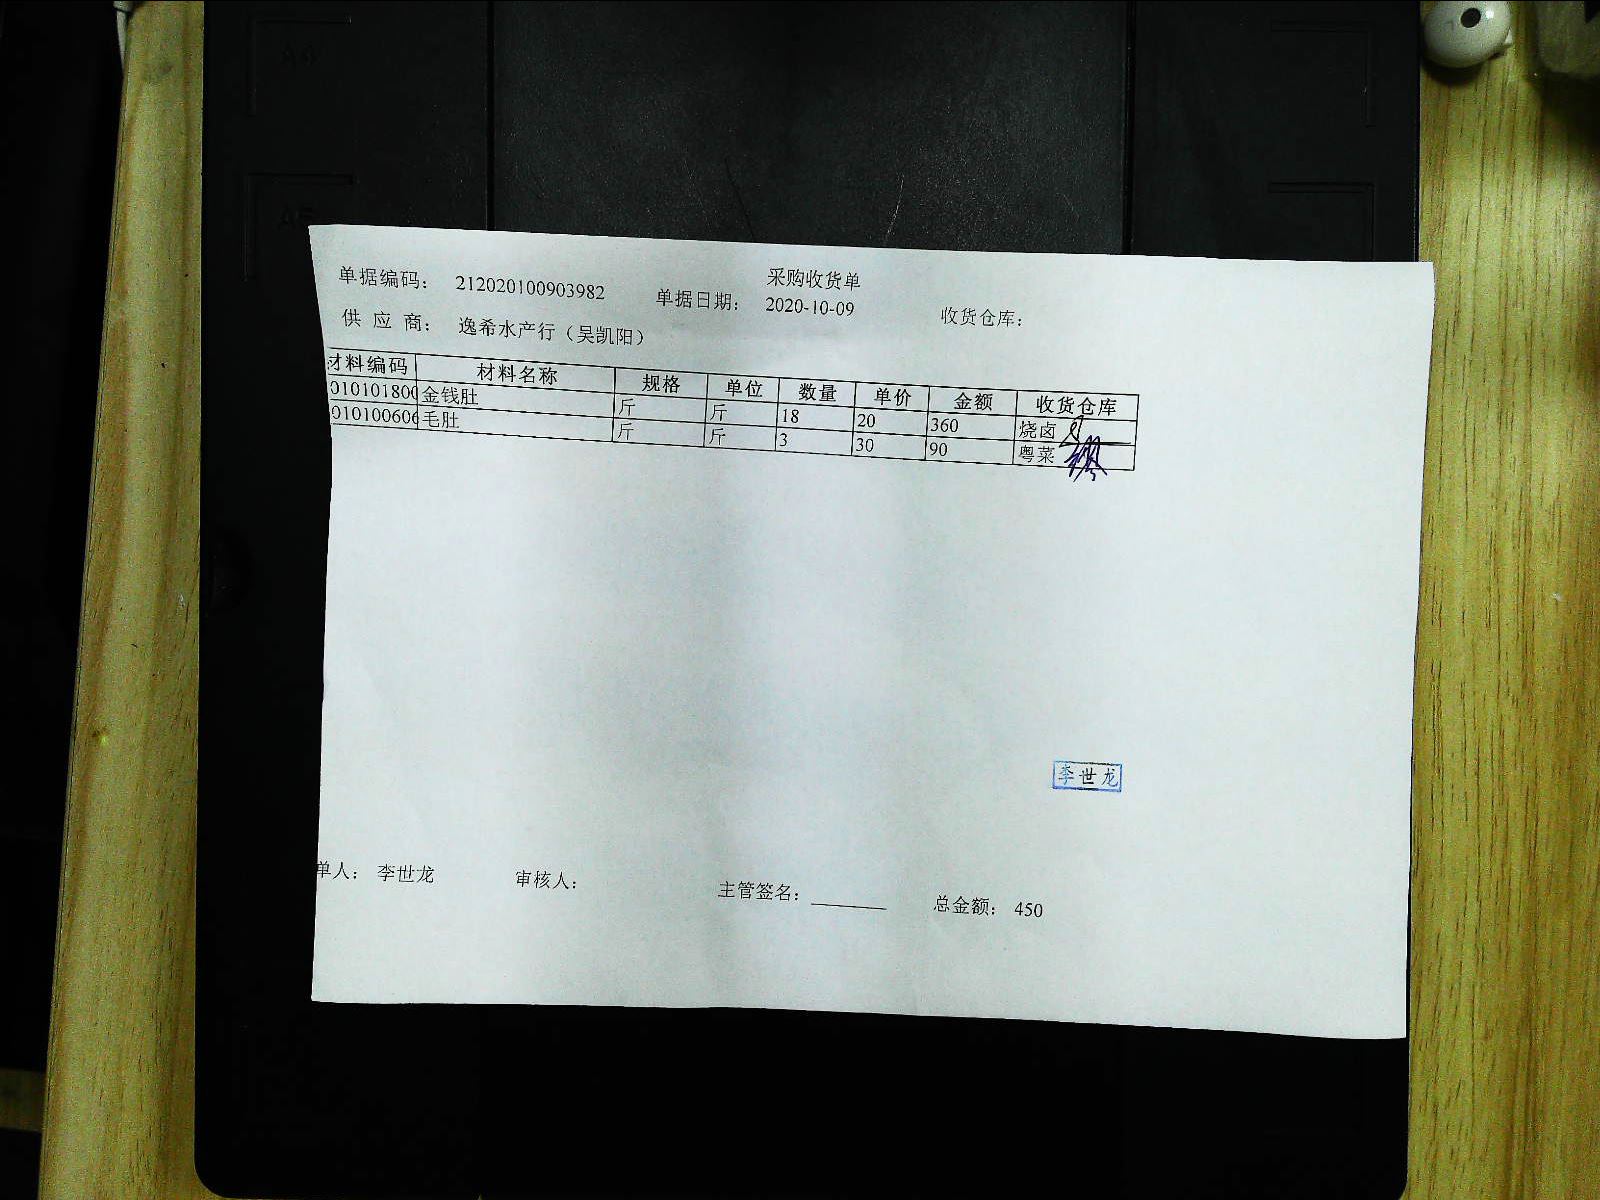 采购收货单
单据编码： 212020100903982 单据日期： 2020-10-09 收货仓库：
供 应 商： 逸希水产行（吴凯阳）
材料编码 材料名称 规格 单位 数量 单价 金额 收货仓库
010101800 金钱肚 斤 斤 18 20 360 烧卤
010100606 毛肚 斤 斤 3 30 90 粤菜
李世龙
单人： 李世龙 审核人： 主管签名：________ 总金额： 450